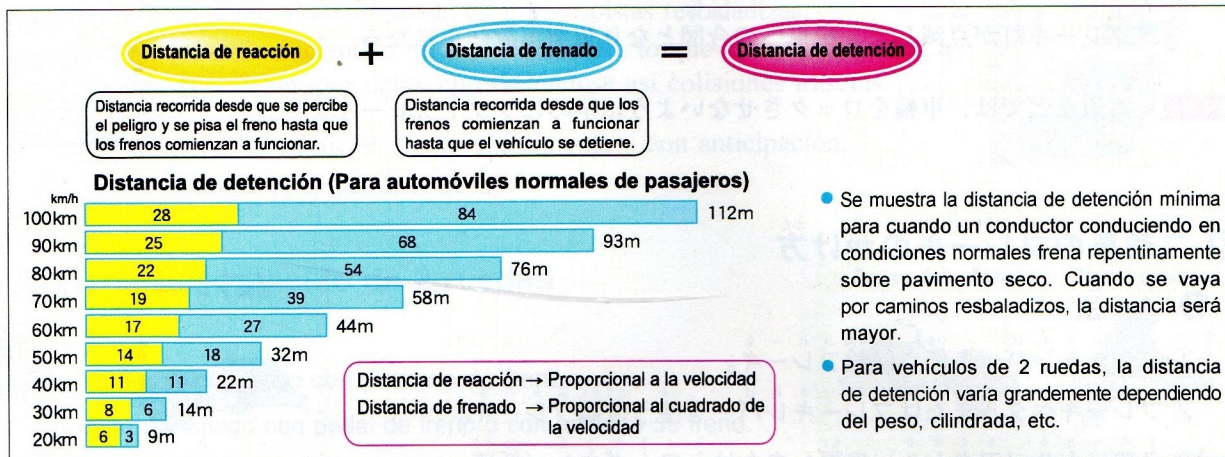 Distancia de reacción + Distancia de frenado = Distancia de detención
Distancia recorrida desde que se percibe
el peligro y se pisa el freno hasta que
los frenos comienzan a funcionar.
Distancia recorrida desde que los
frenos comienzan a funcionar
hasta que el vehículo se detiene.
Distancia de detención (Para automóviles normales de pasajeros)
km/h
100km 28 84 112m
90km 25 68 93m
80km 22 54 76m
70km 19 39 58m
60km 17 27 44m
50km 14 18 32m
40km 11 11 22m
30km 8 6 14m
20km 6 3 9m
Distancia de reacción → Proporcional a la velocidad
Distancia de frenado → Proporcional al cuadrado de
la velocidad
● Se muestra la distancia de detención mínima
para cuando un conductor conduciendo en
condiciones normales frena repentinamente
sobre pavimento seco. Cuando se vaya
por caminos resbaladizos, la distancia será
mayor.
● Para vehículos de 2 ruedas, la distancia
de detención varía grandemente dependiendo
del peso, cilindrada, etc.